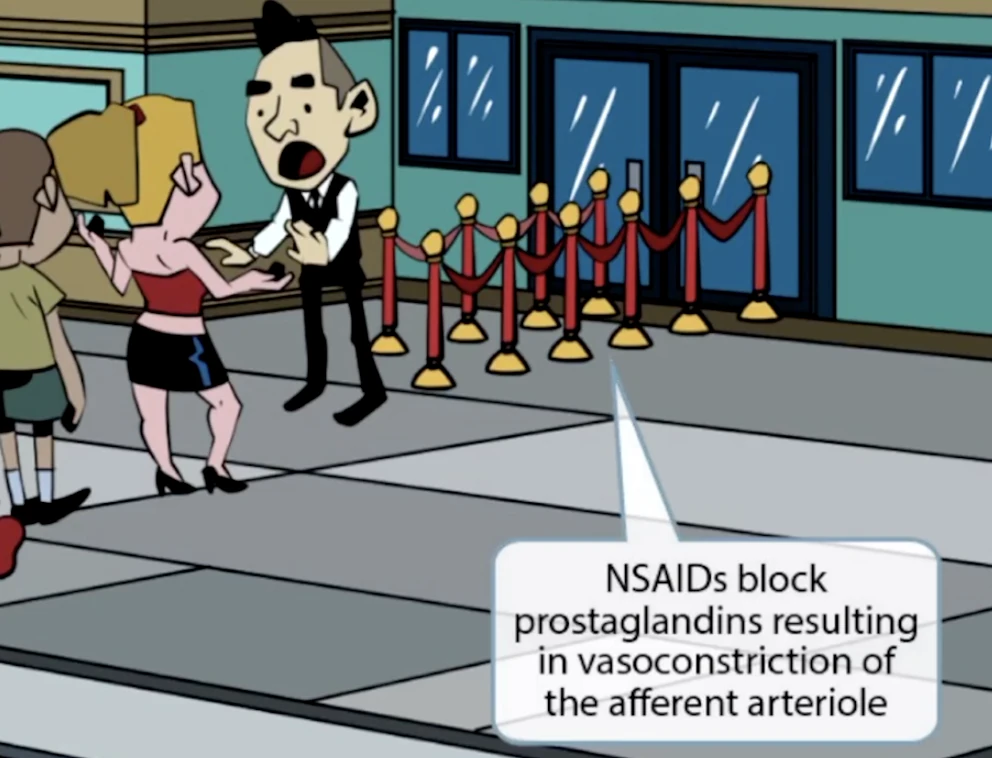 NSAIDs block
prostaglandins resulting
in vasoconstriction of
the afferent arteriole